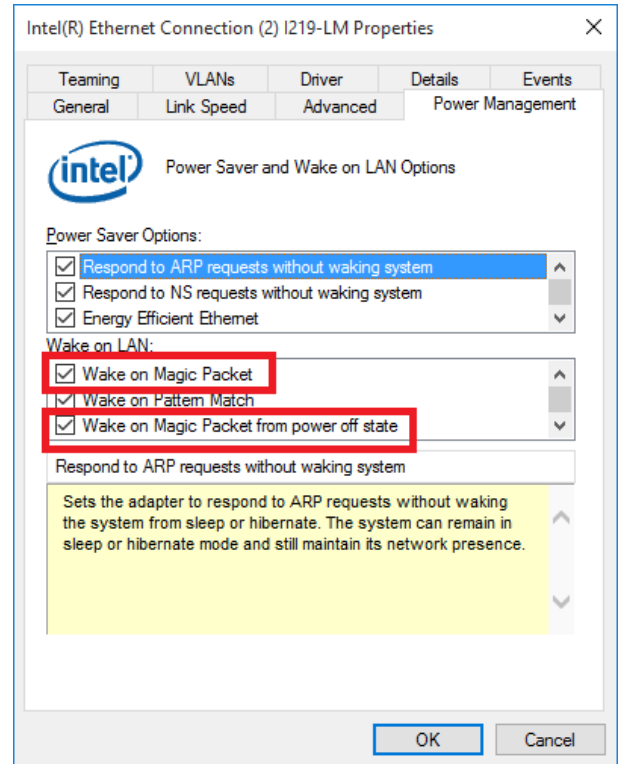 Intel(R) Ethernet Connection (2) I219-LM Properties
Teaming VLANs Driver Details Events
General Link Speed Advanced Power Management
intel
Power Saver and Wake on LAN Options
Power Saver Options:
Respond to ARP requests without waking system
Respond to NS requests without waking system
Energy Efficient Ethernet
Wake on LAN:
Wake on Magic Packet
Wake on Pattern Match
Wake on Magic Packet from power off state
Respond to ARP requests without waking system
Sets the adapter to respond to ARP requests without waking
the system from sleep or hibernate. The system can remain in
sleep or hibernate mode and still maintain its network presence.
OK Cancel